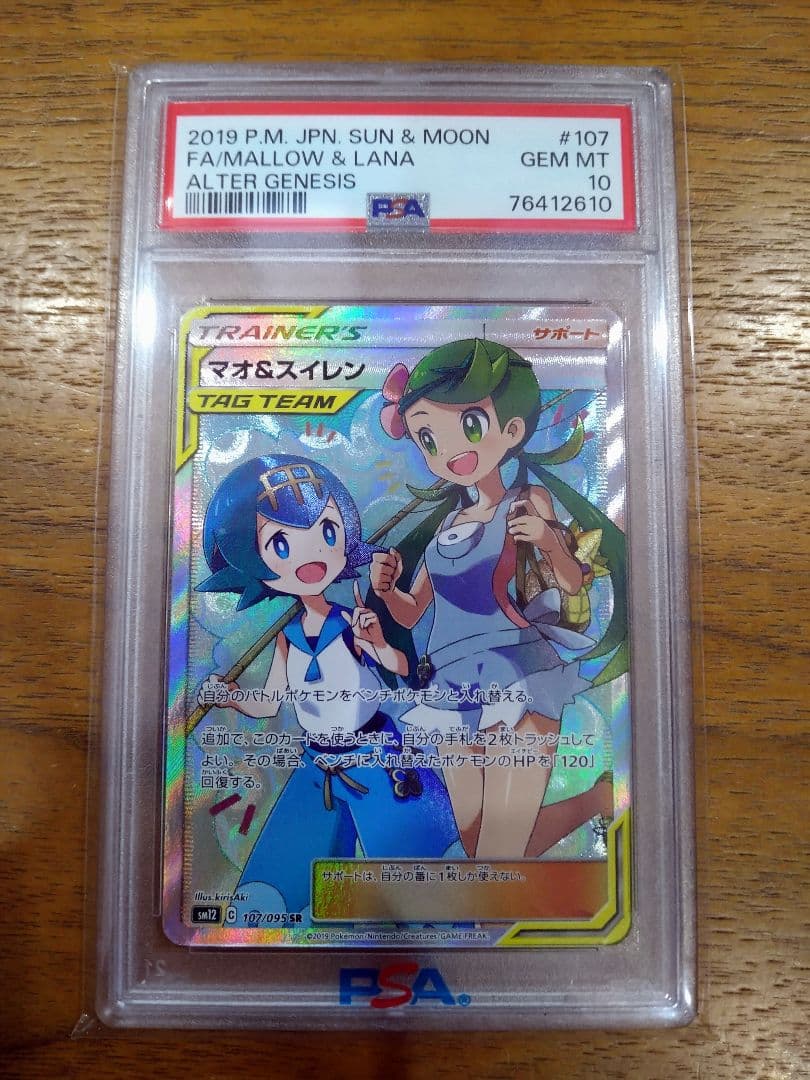 2019 P.M. JPN. SUN & MOON #107
FA/MALLOW & LANA GEM MT
ALTER GENESIS 10
PSA 76412610
TRAINER'S サポート
マオ&スイレン
TAG TEAM
自分のバトルポケモンをベンチポケモンと入れ替える。
追加で、このカードを使うときに、自分の手札を2枚トラッシュして
よい。その場合、ベンチに入れ替えたポケモンのHPを「120」
回復する。
サポートは、自分の番に1枚しか使えない。
Illus.kirisAki
sm12 C 107/095 SR
©2019 Pokémon/Nintendo/Creatures/GAME FREAK
PSA®